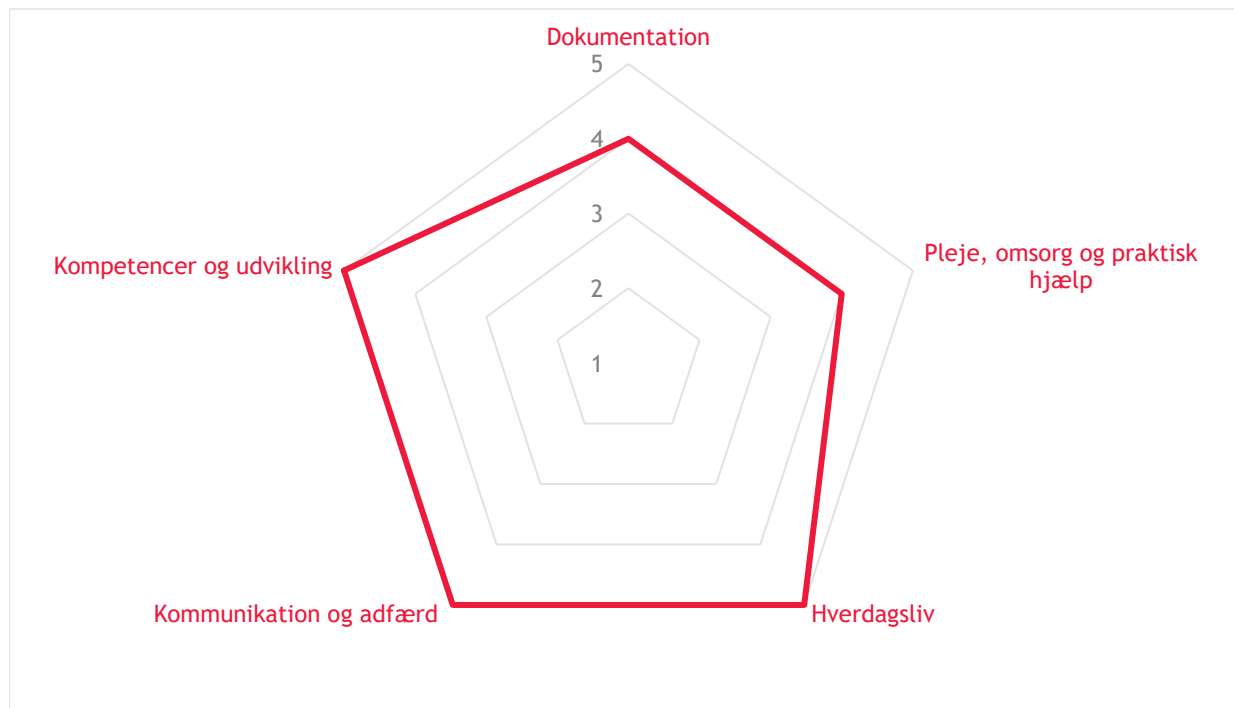 Dokumentation
5
4
3
2
1
Pleje, omsorg og praktisk
hjælp
Kompetencer og udvikling
Kommunikation og adfærd
Hverdagsliv